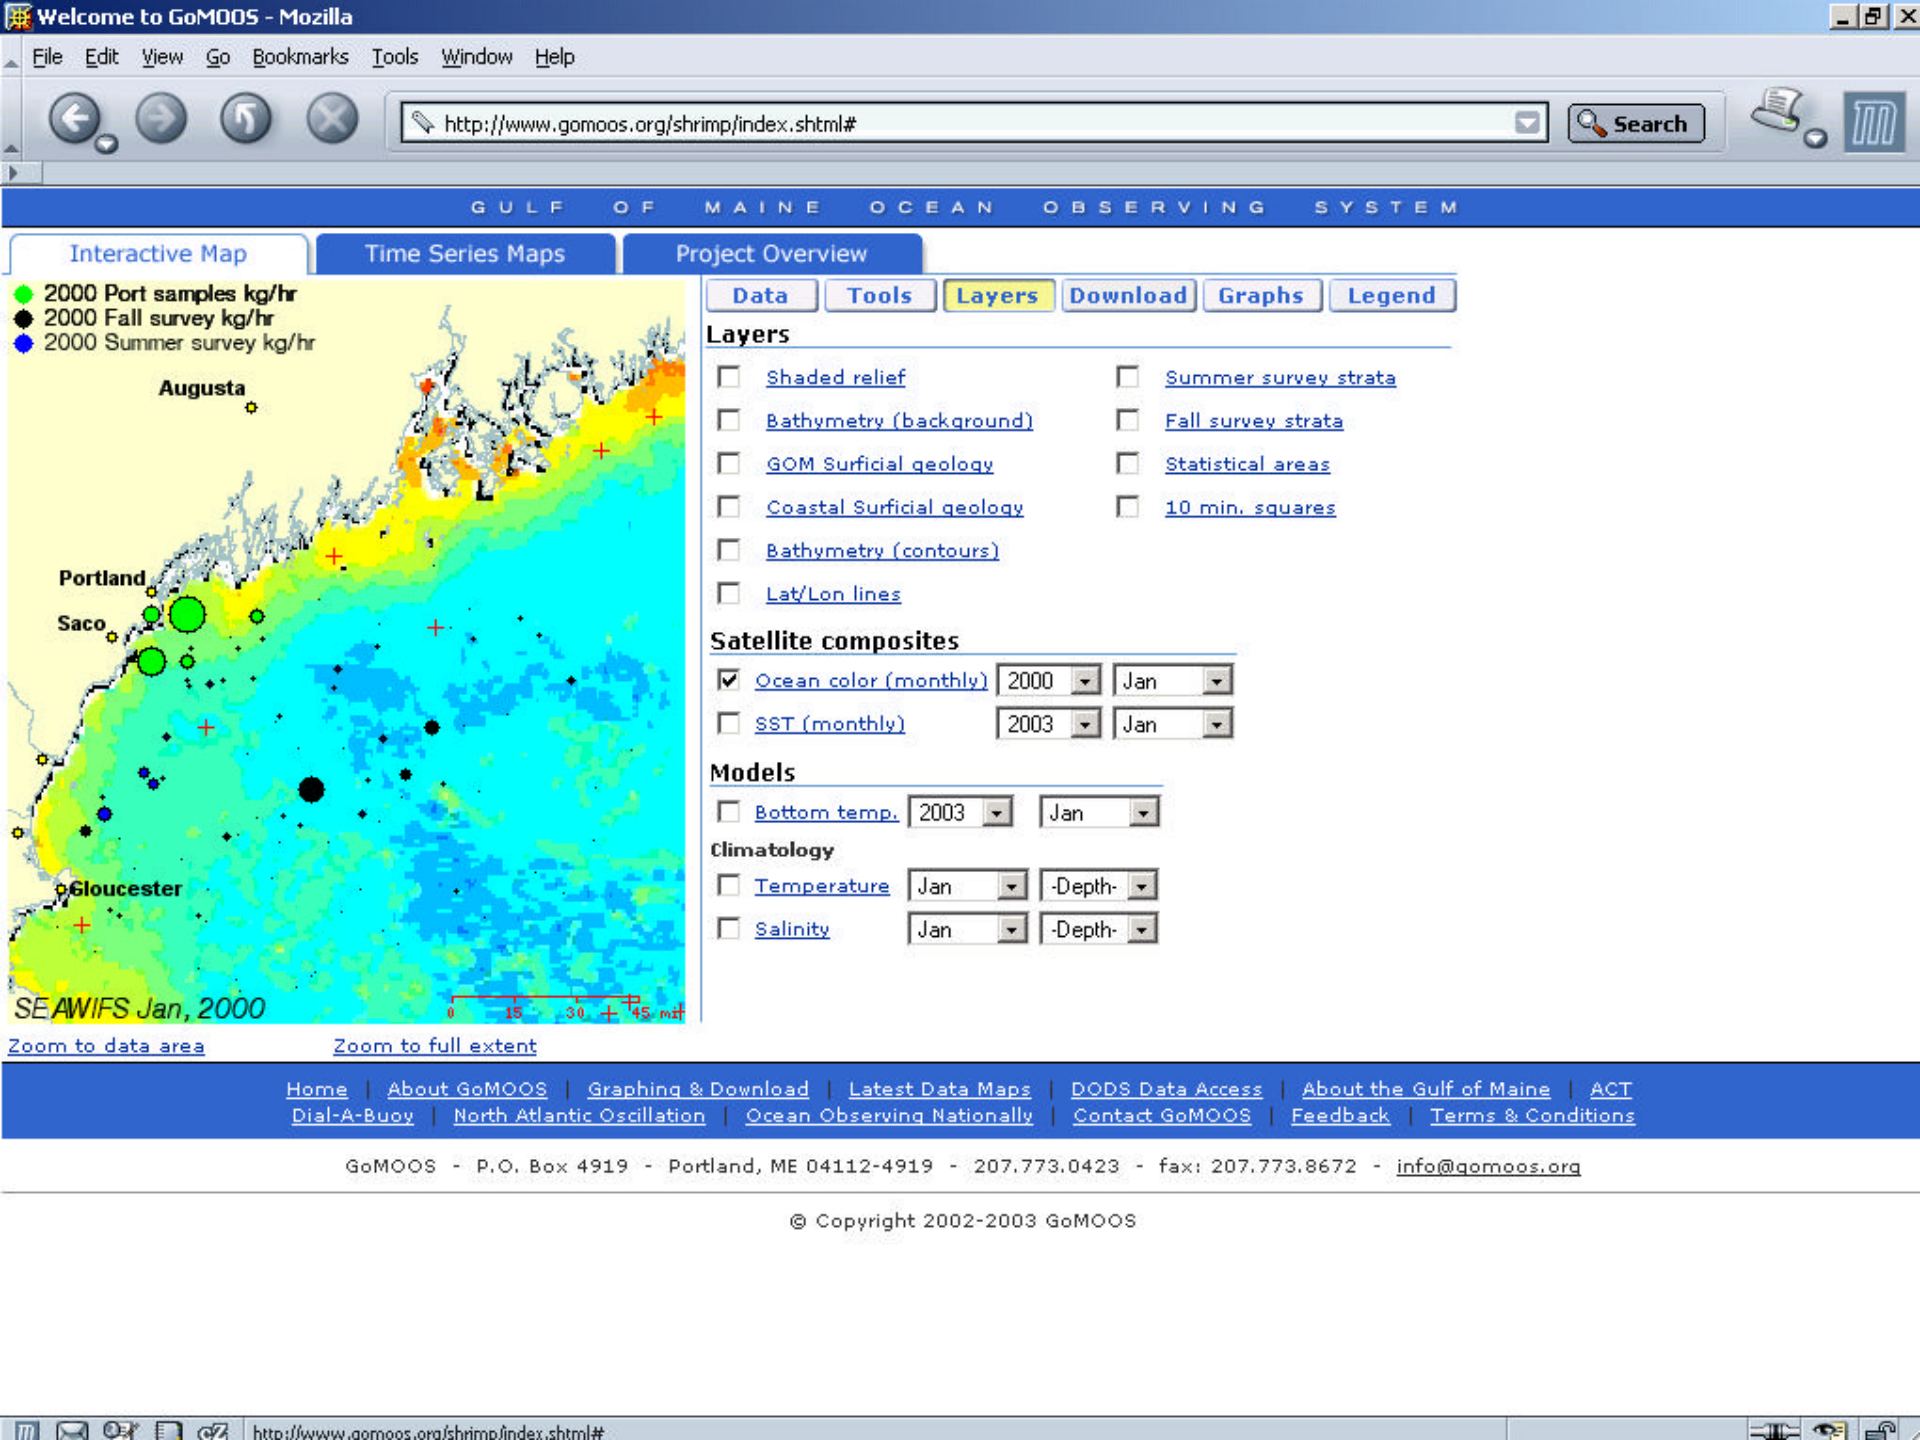 Welcome to GoMOOS - Mozilla
File Edit View Go Bookmarks Tools Window Help
http://www.gomoos.org/shrimp/index.shtml#
Search
GULF OF MAINE OCEAN OBSERVING SYSTEM
Interactive Map Time Series Maps Project Overview
2000 Port samples kg/hr
2000 Fall survey kg/hr
2000 Summer survey kg/hr
Augusta
Portland
Saco
Gloucester
SEAWIFS Jan, 2000
0 15 30 45 mi
Zoom to data area Zoom to full extent
Data Tools Layers Download Graphs Legend
Layers
Shaded relief Summer survey strata
Bathymetry (background) Fall survey strata
GOM Surficial geology Statistical areas
Coastal Surficial geology 10 min. squares
Bathymetry (contours)
Lat/Lon lines
Satellite composites
Ocean color (monthly) 2000 Jan
SST (monthly) 2003 Jan
Models
Bottom temp. 2003 Jan
Climatology
Temperature Jan -Depth-
Salinity Jan -Depth-
Home | About GoMOOS | Graphing & Download | Latest Data Maps | DODS Data Access | About the Gulf of Maine | ACT
Dial-A-Buoy | North Atlantic Oscillation | Ocean Observing Nationally | Contact GoMOOS | Feedback | Terms & Conditions
GoMOOS - P.O. Box 4919 - Portland, ME 04112-4919 - 207.773.0423 - fax: 207.773.8672 - info@gomoos.org
© Copyright 2002-2003 GoMOOS
http://www.gomoos.org/shrimp/index.shtml#